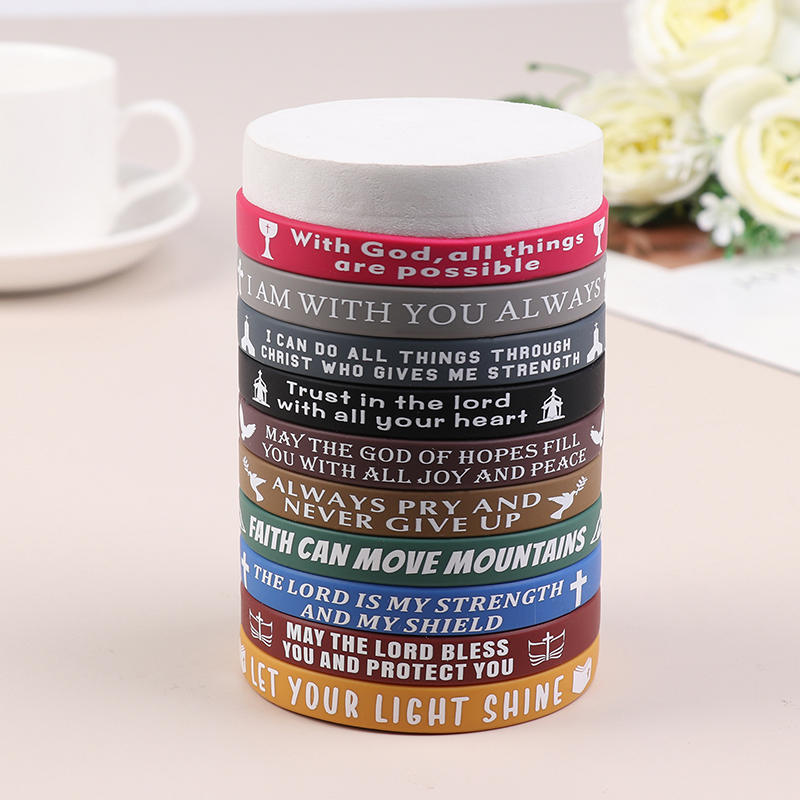 With God, all things
are possible
I AM WITH YOU ALWAYS
I CAN DO ALL THINGS THROUGH
CHRIST WHO GIVES ME STRENGTH
Trust in the lord
with all your heart
MAY THE GOD OF HOPES FILL
YOU WITH ALL JOY AND PEACE
ALWAYS PRY AND
NEVER GIVE UP
FAITH CAN MOVE MOUNTAINS
THE LORD IS MY STRENGTH
AND MY SHIELD
MAY THE LORD BLESS
YOU AND PROTECT YOU
LET YOUR LIGHT SHINE